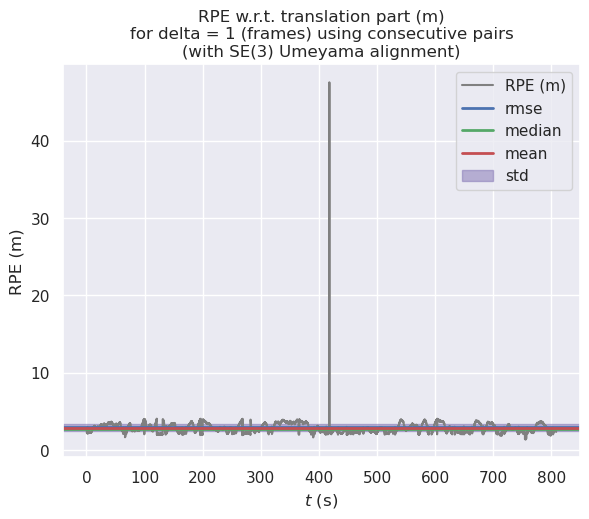 RPE w.r.t. translation part (m)
for delta = 1 (frames) using consecutive pairs
(with SE(3) Umeyama alignment)
RPE (m)
rmse
median
mean
std
RPE (m)
40
30
20
10
0
0 100 200 300 400 500 600 700 800
t (s)